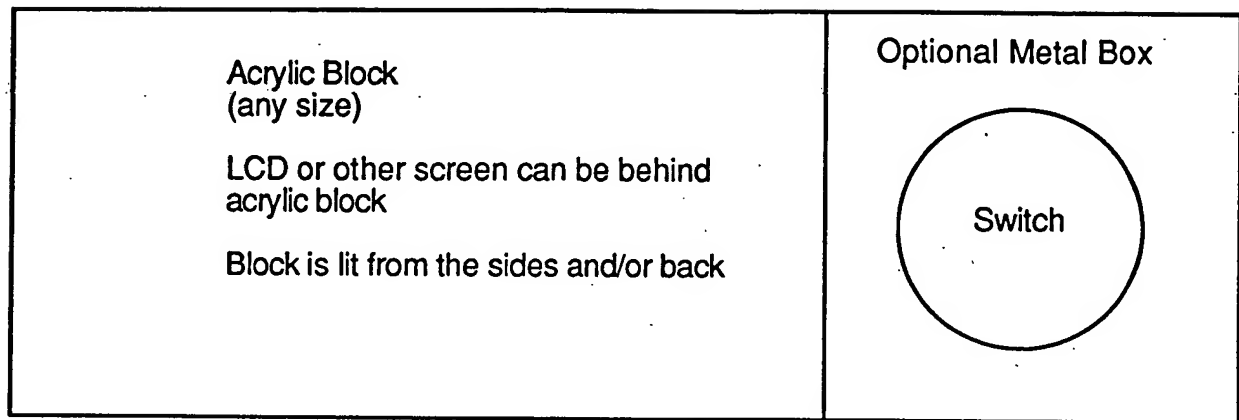 Acrylic Block
(any size)
LCD or other screen can be behind
acrylic block
Block is lit from the sides and/or back
Optional Metal Box
Switch